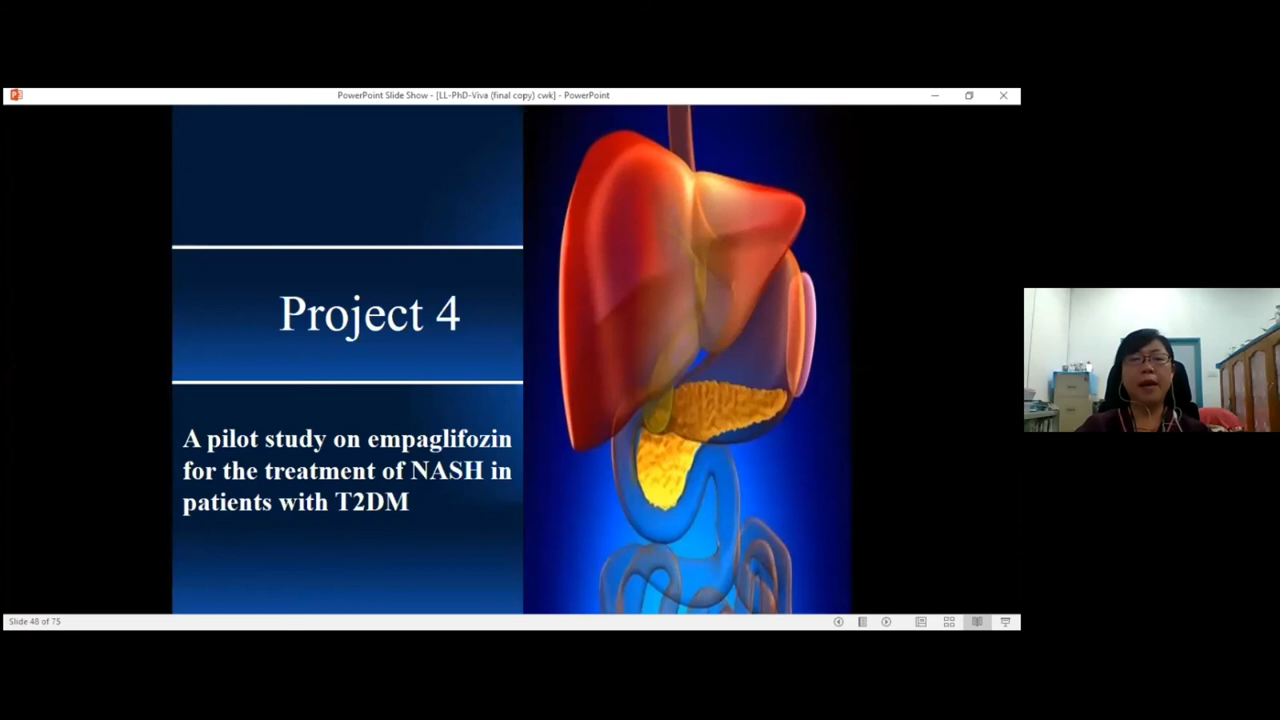 PowerPoint Slide Show - [LL-PhD-Viva (final copy) cwk] - PowerPoint
Project 4
A pilot study on empaglifozin
for the treatment of NASH in
patients with T2DM
Slide 48 of 75